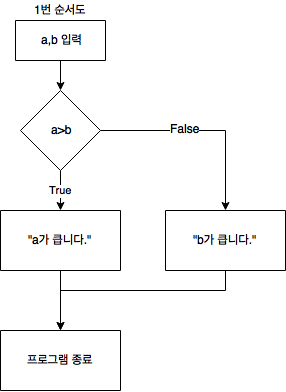 1번 순서도
a,b 입력
a>b
False
True
"a가 큽니다."
"b가 큽니다."
프로그램 종료